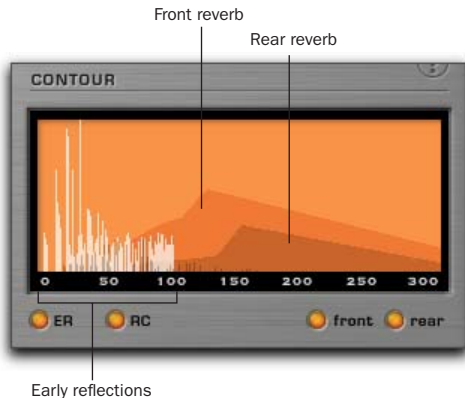 Front reverb
Rear reverb
CONTOUR
0 50 100 150 200 250 300
ER RC front rear
Early reflections